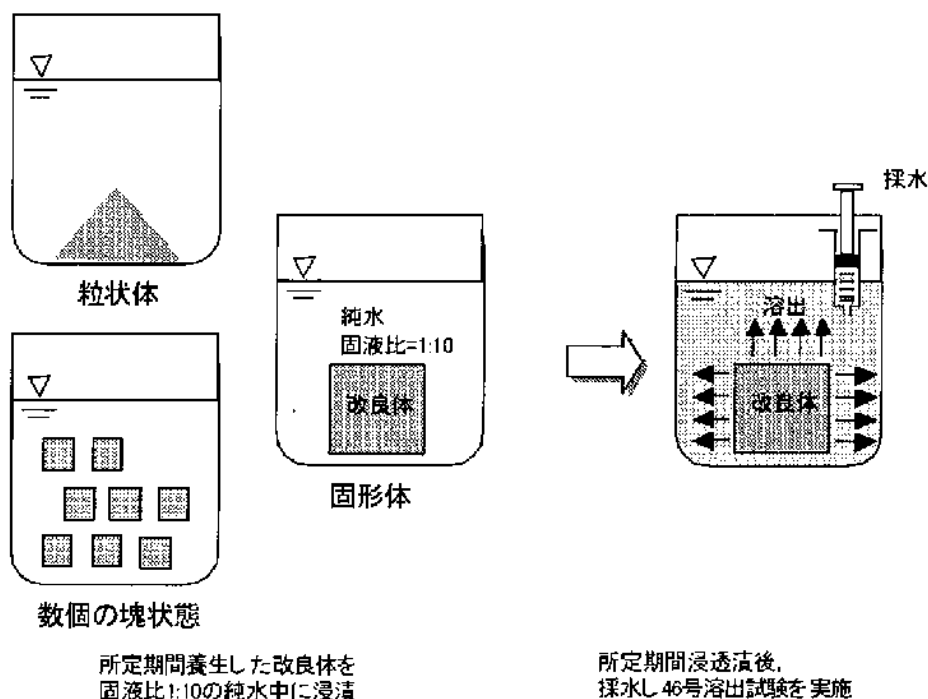 粒状体
数個の塊状態
純水
固液比=1:10
改良体
固形体
採水
溶出
改良体
所定期間養生した改良体を
固液比1:10の純水中に浸漬
所定期間浸透漬後,
採水し46号溶出試験を実施